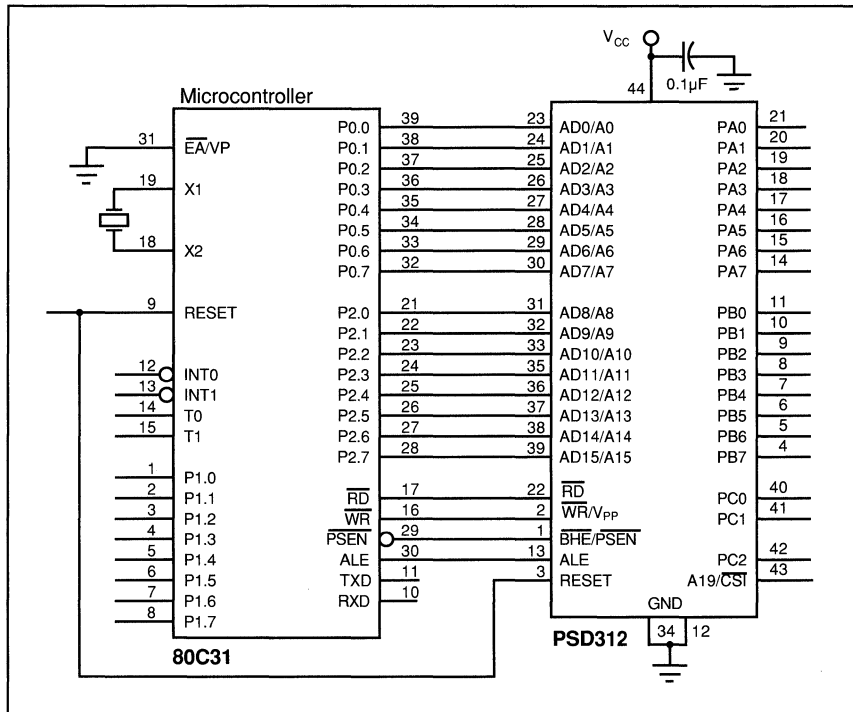 V_CC
0.1µF
44
Microcontroller
31 EA/VP
19 X1
18 X2
9 RESET
12 INT0
13 INT1
14 T0
15 T1
1 P1.0
2 P1.1
3 P1.2
4 P1.3
5 P1.4
6 P1.5
7 P1.6
8 P1.7
P0.0 39
P0.1 38
P0.2 37
P0.3 36
P0.4 35
P0.5 34
P0.6 33
P0.7 32
P2.0 21
P2.1 22
P2.2 23
P2.3 24
P2.4 25
P2.5 26
P2.6 27
P2.7 28
RD 17
WR 16
PSEN 29
ALE 30
TXD 11
RXD 10
80C31
23 AD0/A0
24 AD1/A1
25 AD2/A2
26 AD3/A3
27 AD4/A4
28 AD5/A5
29 AD6/A6
30 AD7/A7
31 AD8/A8
32 AD9/A9
33 AD10/A10
35 AD11/A11
36 AD12/A12
37 AD13/A13
38 AD14/A14
39 AD15/A15
22 RD
2 WR/V_PP
1 BHE/PSEN
13 ALE
3 RESET
PA0 21
PA1 20
PA2 19
PA3 18
PA4 17
PA5 16
PA6 15
PA7 14
PB0 11
PB1 10
PB2 9
PB3 8
PB4 7
PB5 6
PB6 5
PB7 4
PC0 40
PC1 41
PC2 42
A19/CSI 43
GND
34 12
PSD312